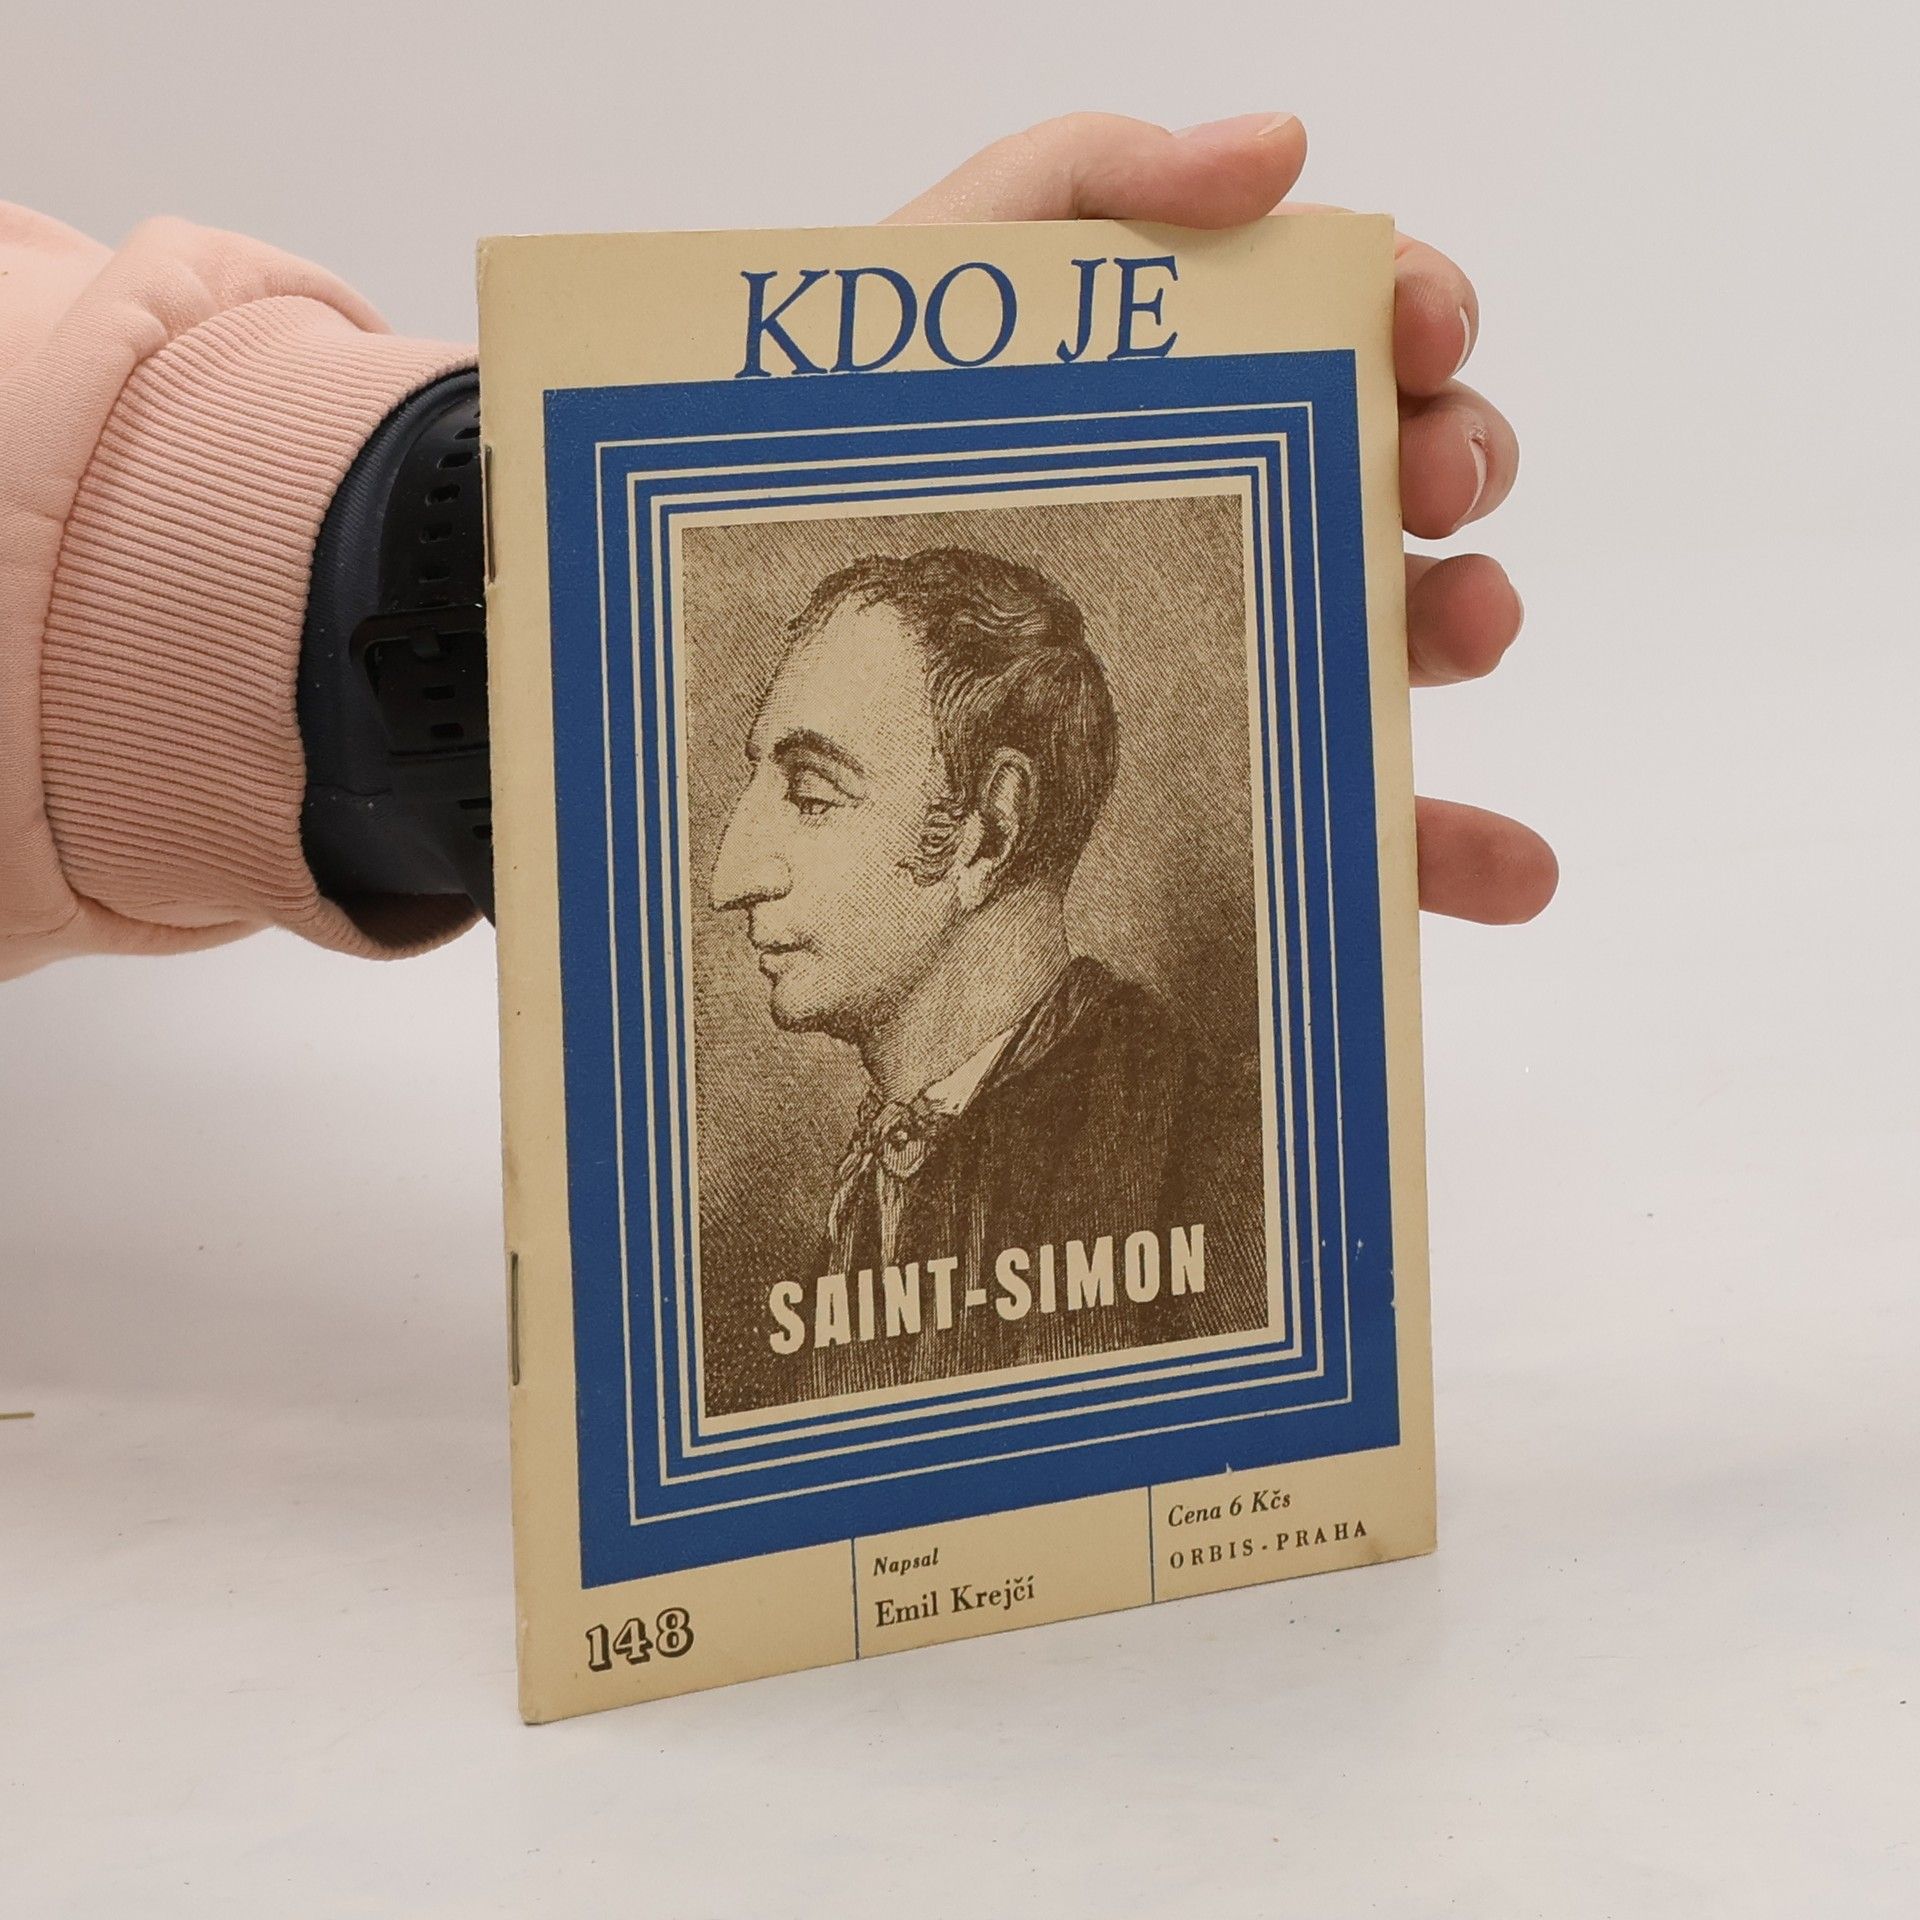 KDO JE
SAINT-SIMON
148
Napsal
Emil Krejčí
Cena 6 Kčs
ORBIS-PRAHA